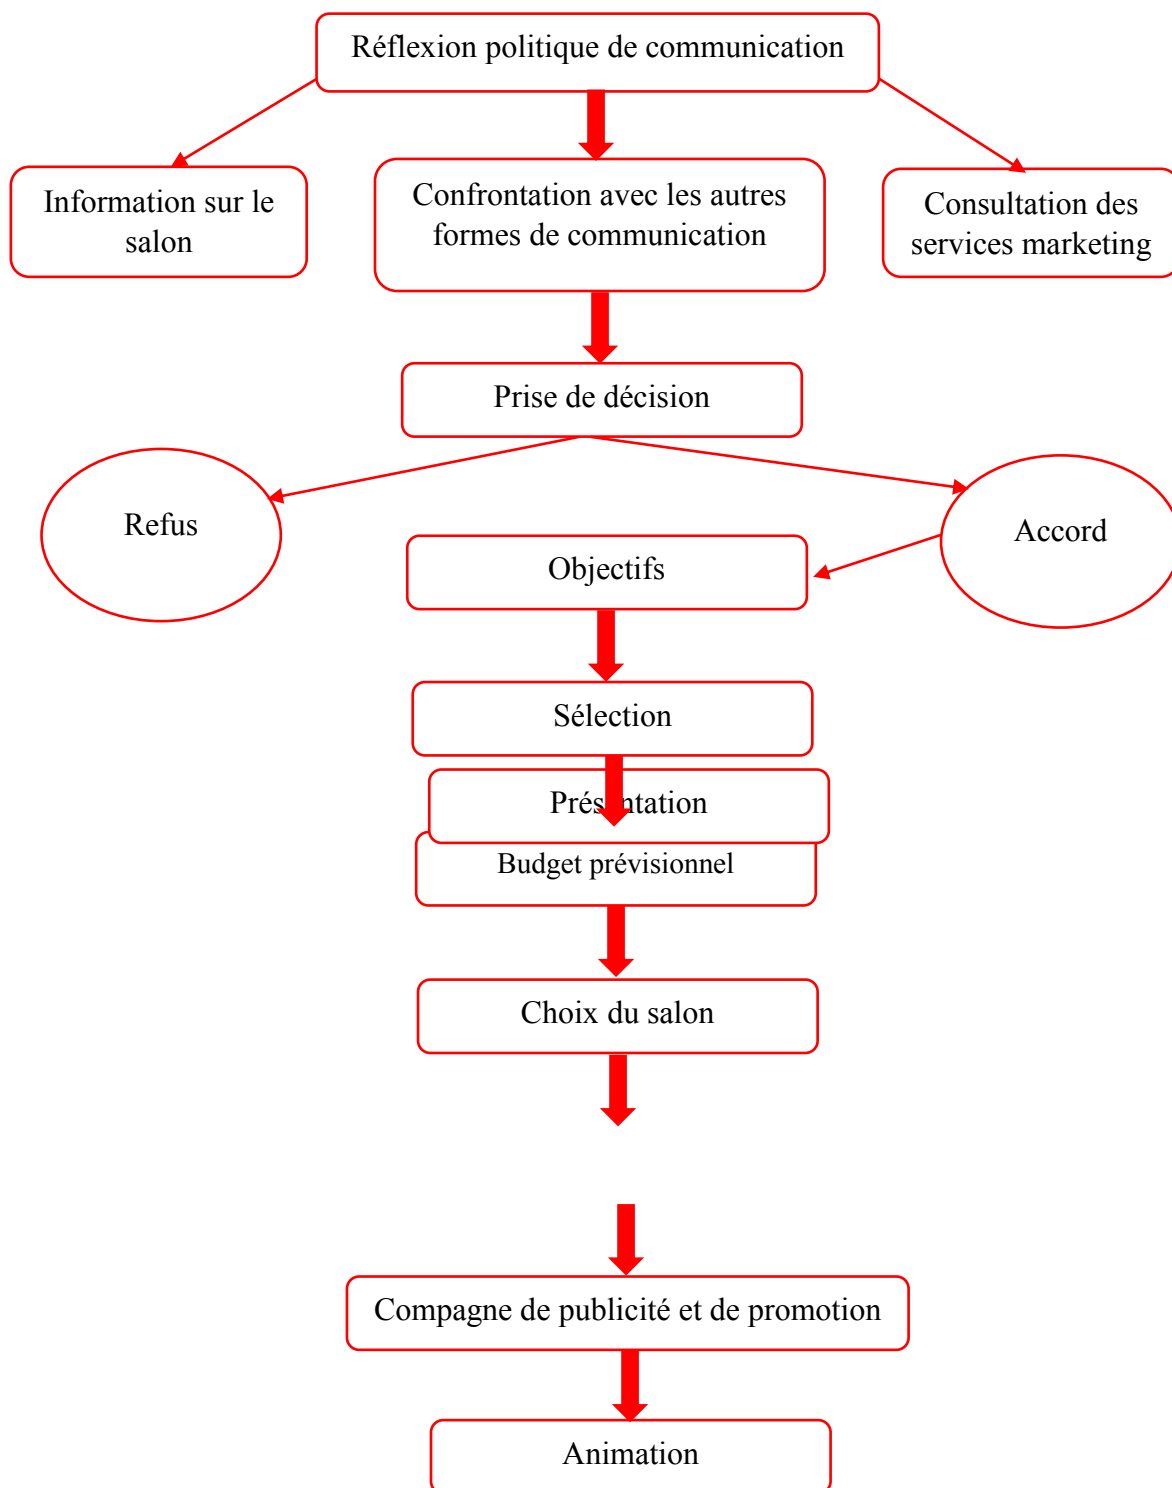 Réflexion politique de communication
Information sur le
salon
Confrontation avec les autres
formes de communication
Consultation des
services marketing
Prise de décision
Refus
Accord
Objectifs
Sélection
Présentation
Budget prévisionnel
Choix du salon
Compagne de publicité et de promotion
Animation